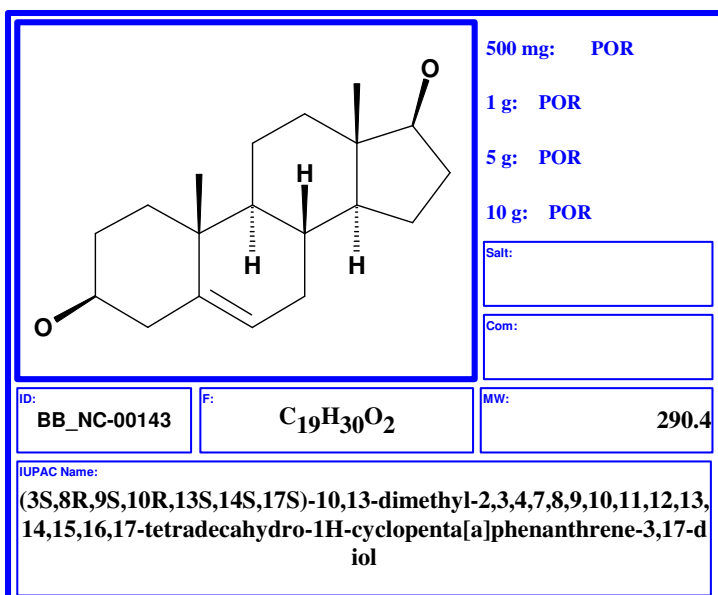 500 mg: POR
1 g: POR
5 g: POR
10 g: POR
O
O
H
H
H
Salt:
Com:
ID:
BB_NC-00143
F:
C19H30O2
MW:
290.4
IUPAC Name:
(3S,8R,9S,10R,13S,14S,17S)-10,13-dimethyl-2,3,4,7,8,9,10,11,12,13,
14,15,16,17-tetradecahydro-1H-cyclopenta[a]phenanthrene-3,17-d
iol